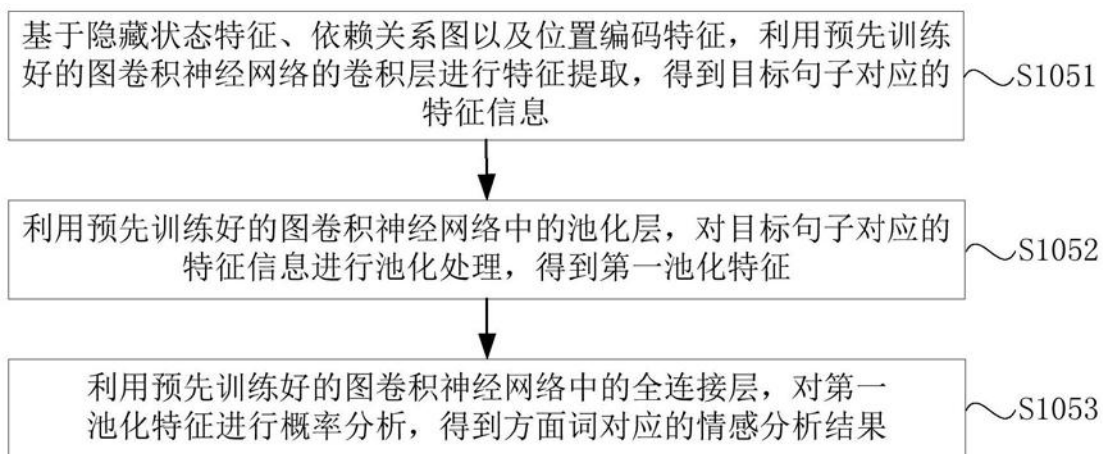 基于隐藏状态特征、依赖关系图以及位置编码特征，利用预先训练
好的图卷积神经网络的卷积层进行特征提取，得到目标句子对应的
特征信息
S1051
利用预先训练好的图卷积神经网络中的池化层，对目标句子对应的
特征信息进行池化处理，得到第一池化特征
S1052
利用预先训练好的图卷积神经网络中的全连接层，对第一
池化特征进行概率分析，得到方面词对应的情感分析结果
S1053